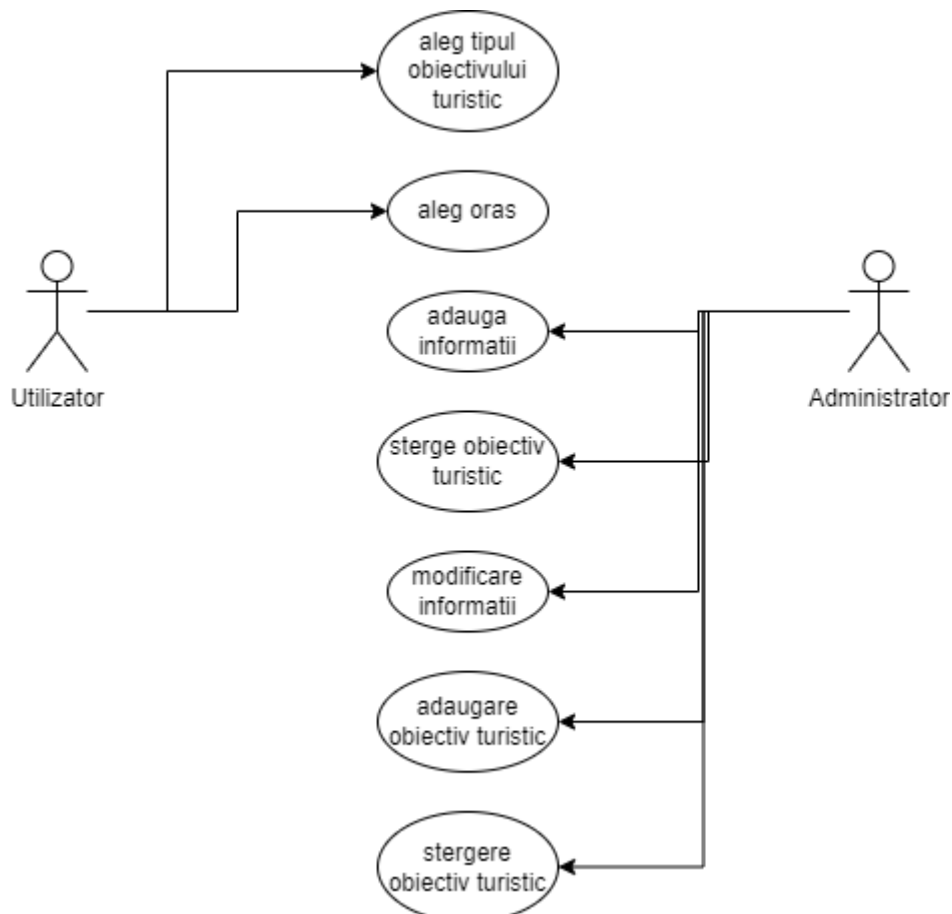 aleg tipul
obiectivului
turistic
aleg oras
adauga
informatii
Utilizator
Administrator
sterge obiectiv
turistic
modificare
informatii
adaugare
obiectiv turistic
stergere
obiectiv turistic